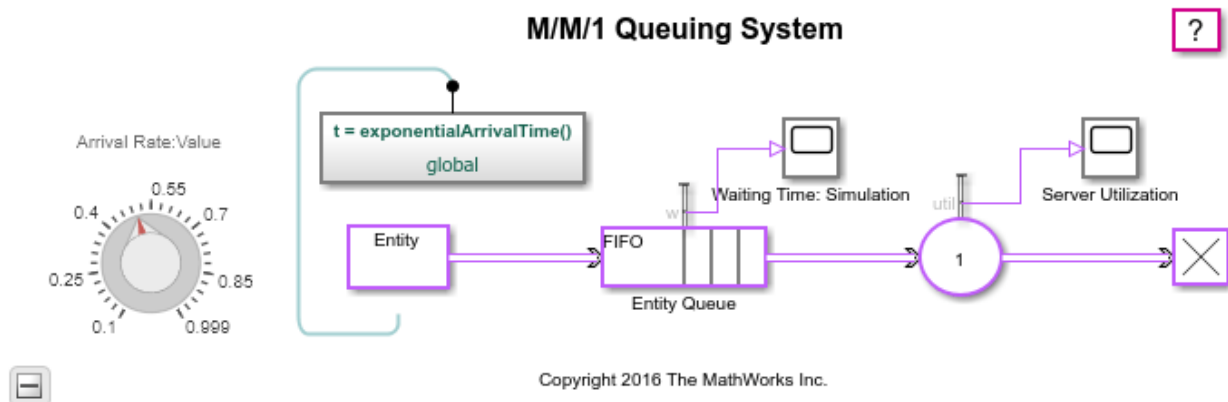 M/M/1 Queuing System
?
t = exponentialArrivalTime()
global
Arrival Rate:Value
0.55
0.4
0.7
0.25
0.85
0.1
0.999
Waiting Time: Simulation
Server Utilization
w
util
Entity
FIFO
1
Entity Queue
Copyright 2016 The MathWorks Inc.